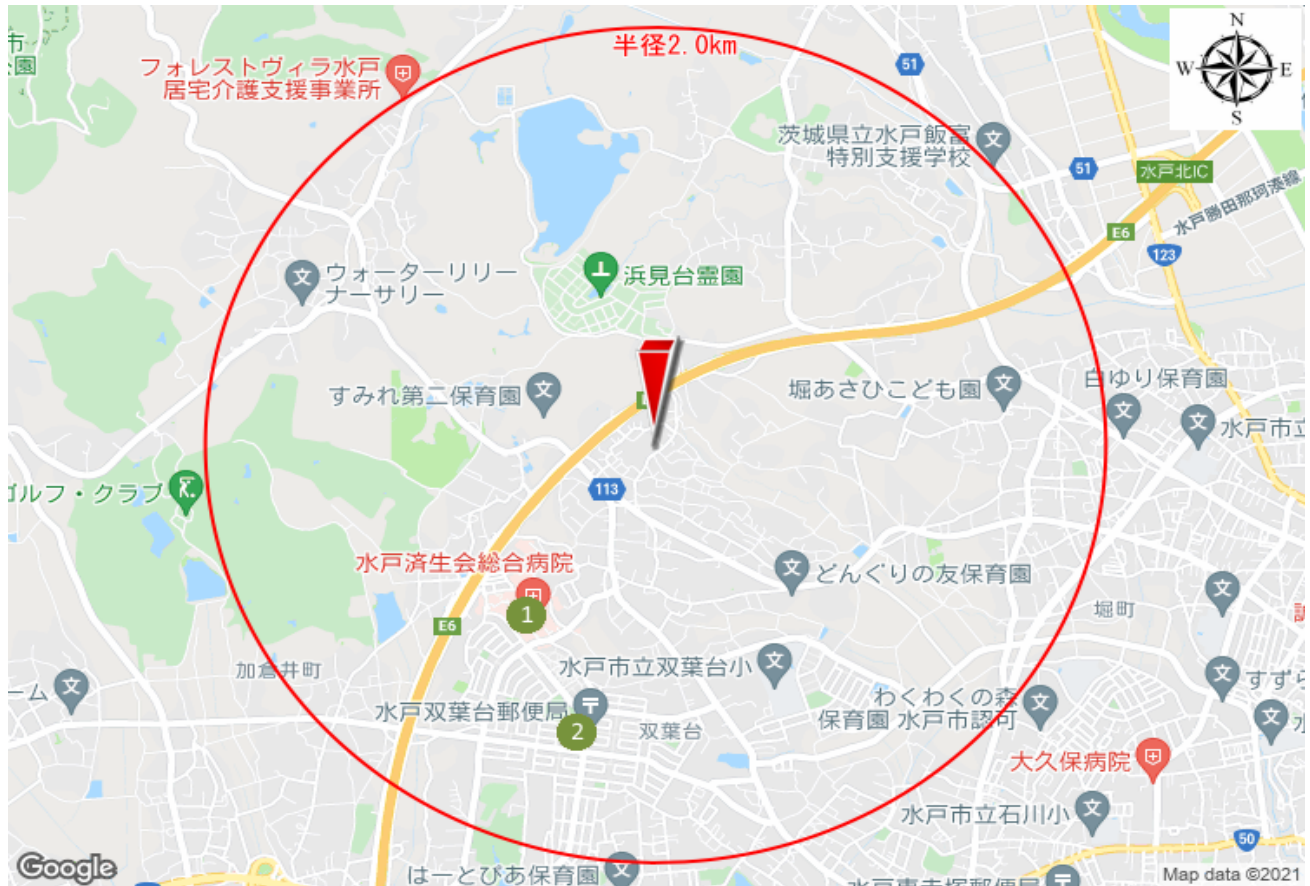 半径2.0km
N
W
E
S
市
公園
フォレストヴィラ水戸
居宅介護支援事業所
51
茨城県立水戸飯富
特別支援学校
51
水戸北IC
水戸勝田那珂湊線
E6
123
ウォーターリリー
ナーサリー
浜見台霊園
すみれ第二保育園
堀あさひこども園
白ゆり保育園
水戸市立
ゴルフ・クラブ
113
水戸済生会総合病院
1
どんぐりの友保育園
堀町
E6
加倉井町
水戸市立双葉台小
ーム
すずら
水戸双葉台郵便局
2
双葉台
わくわくの森
保育園 水戸市認可
大久保病院
水戸市立石川小
50
はーとぴあ保育園
Google
Map data ©2021